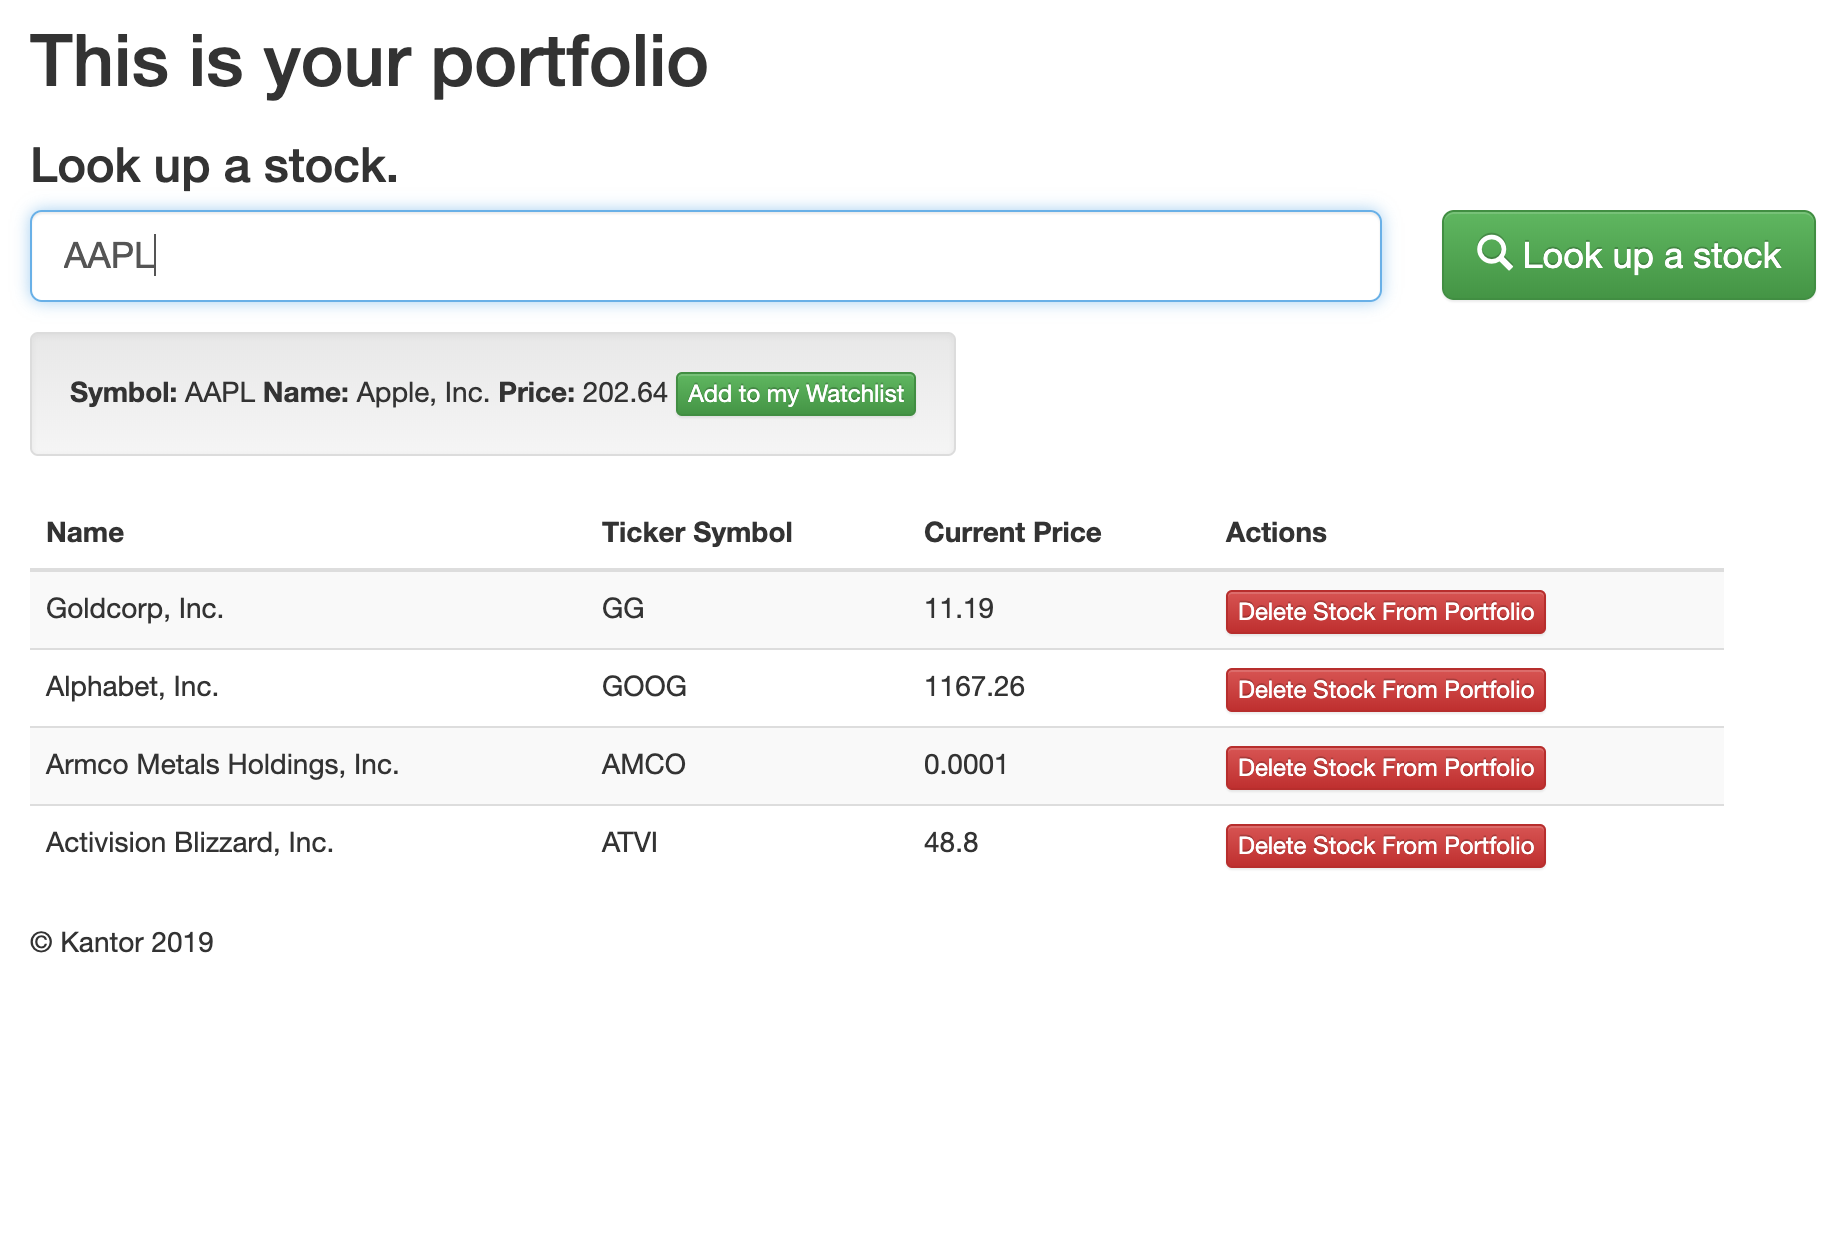 This is your portfolio
Look up a stock.
AAPL
Look up a stock
Symbol: AAPL Name: Apple, Inc. Price: 202.64 Add to my Watchlist
Name Ticker Symbol Current Price Actions
Goldcorp, Inc. GG 11.19 Delete Stock From Portfolio
Alphabet, Inc. GOOG 1167.26 Delete Stock From Portfolio
Armco Metals Holdings, Inc. AMCO 0.0001 Delete Stock From Portfolio
Activision Blizzard, Inc. ATVI 48.8 Delete Stock From Portfolio
© Kantor 2019